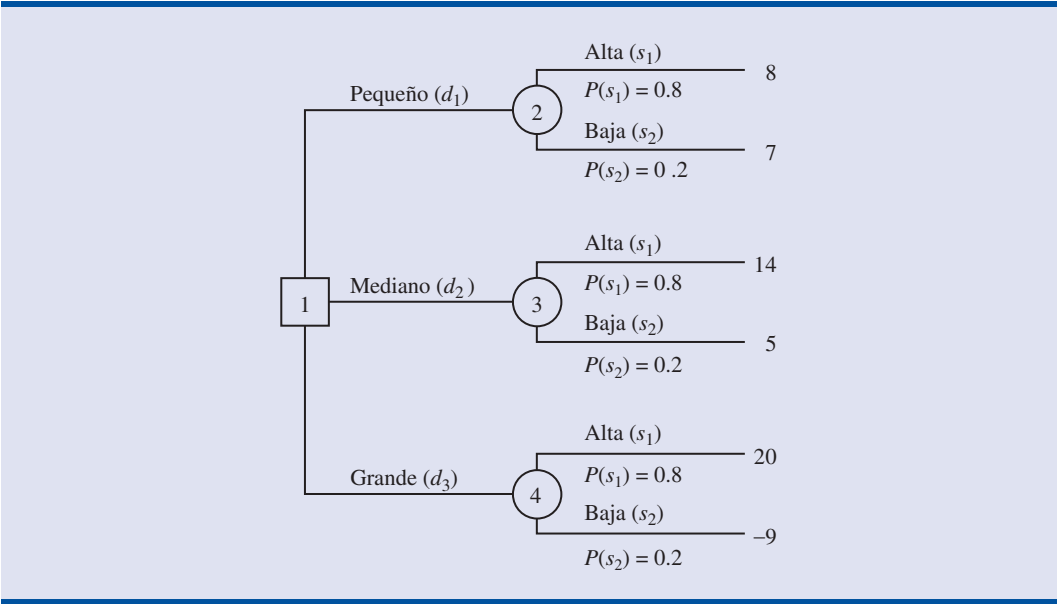 Alta (s₁)
8
Pequeño (d₁)
P(s₁) = 0.8
2
Baja (s₂)
7
P(s₂) = 0 .2
Alta (s₁)
14
Mediano (d₂ )
P(s₁) = 0.8
1
3
Baja (s₂)
5
P(s₂) = 0.2
Alta (s₁)
20
Grande (d₃)
P(s₁) = 0.8
4
Baja (s₂)
–9
P(s₂) = 0.2